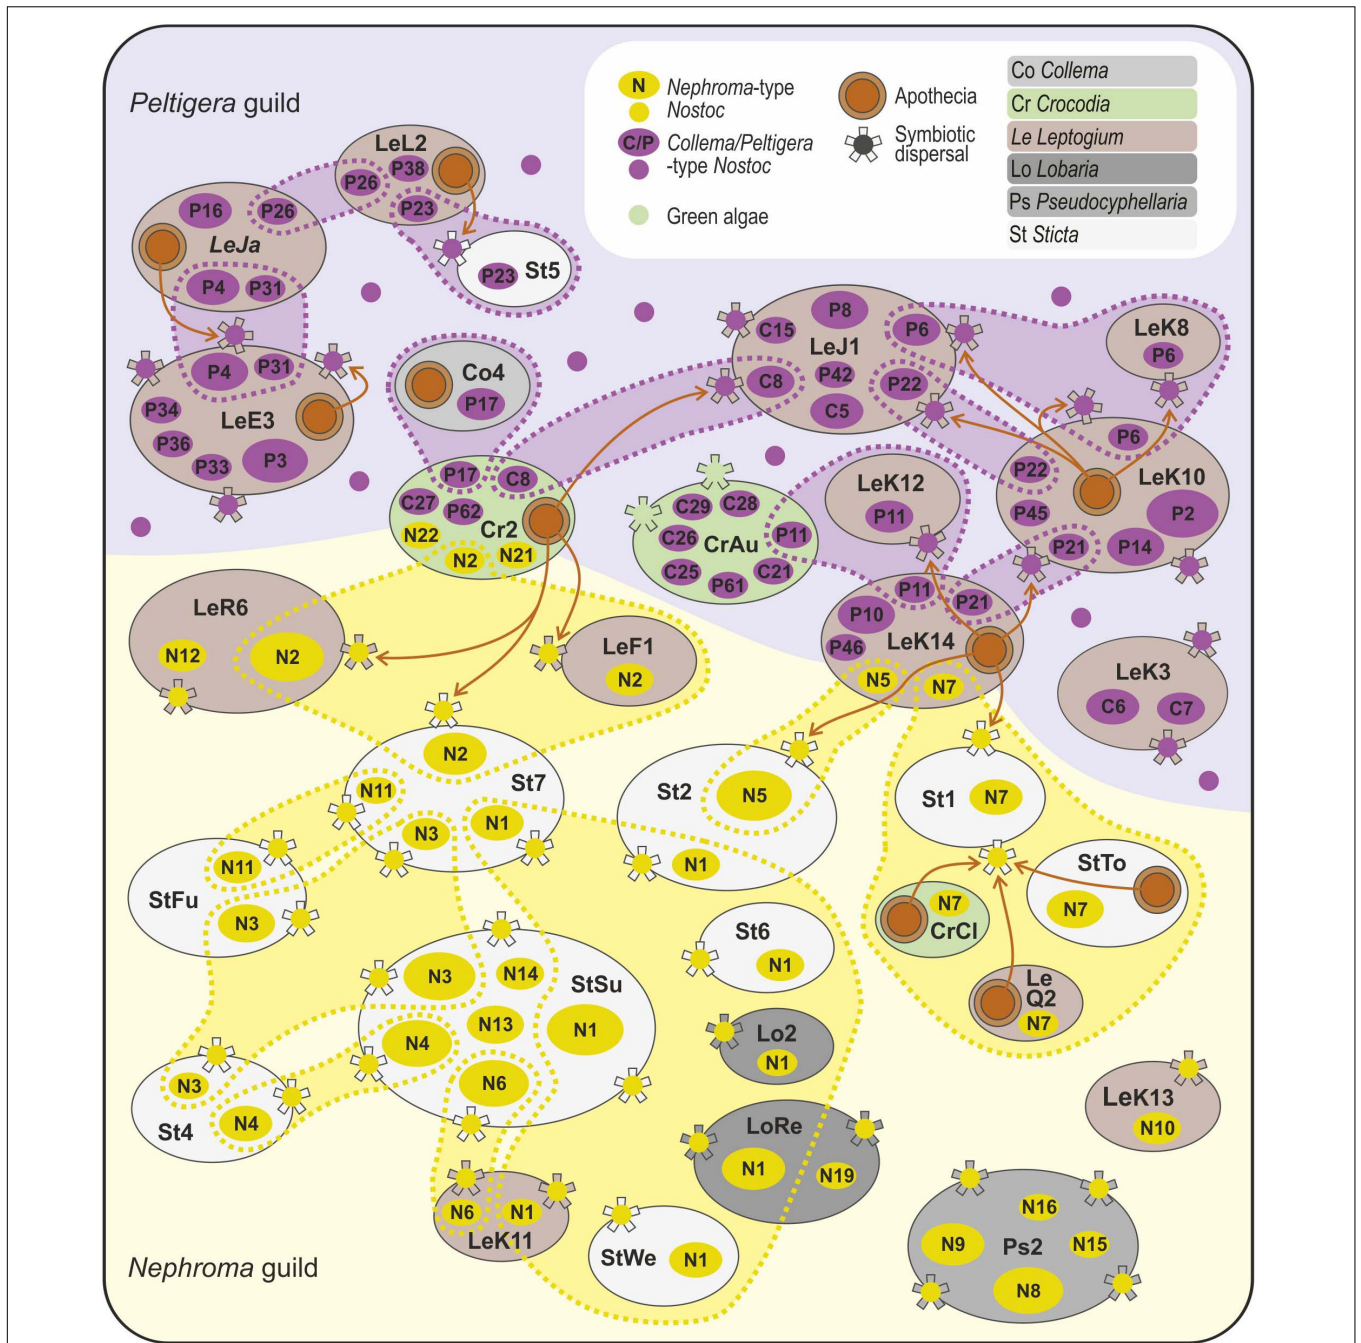 Peltigera guild
N Nephroma-type
Nostoc
C/P Collema/Peltigera
-type Nostoc
Green algae
Apothecia
Symbiotic
dispersal
Co Collema
Cr Crocodia
Le Leptogium
Lo Lobaria
Ps Pseudocyphellaria
St Sticta
LeL2
P38
P26
P23
P16
P26
LeJa
P4
P31
P23
St5
P4
P31
P34
LeE3
P36
P33
P3
Co4
P17
P8
C15
P6
LeJ1
C8
P42
P22
C5
LeK8
P6
P6
P22
LeK10
P45
P2
P21
P14
P17
C8
C27
P62
N22
Cr2
N2
N21
C29
C28
C26
CrAu
P11
C25
P61
C21
LeK12
P11
P11
P21
P10
P46
LeK14
N5
N7
LeK3
C6
C7
LeR6
N12
N2
LeF1
N2
N2
St7
N11
N3
N1
St2
N5
N1
St1
N7
StTo
N7
N7
CrCl
Le
Q2
N7
N11
StFu
N3
N3
N14
StSu
N13
N1
N4
N6
St6
N1
Lo2
N1
N3
N4
St4
LoRe
N1
N19
N6
N1
LeK11
StWe
N1
LeK13
N10
N16
N9
Ps2
N15
N8
Nephroma guild